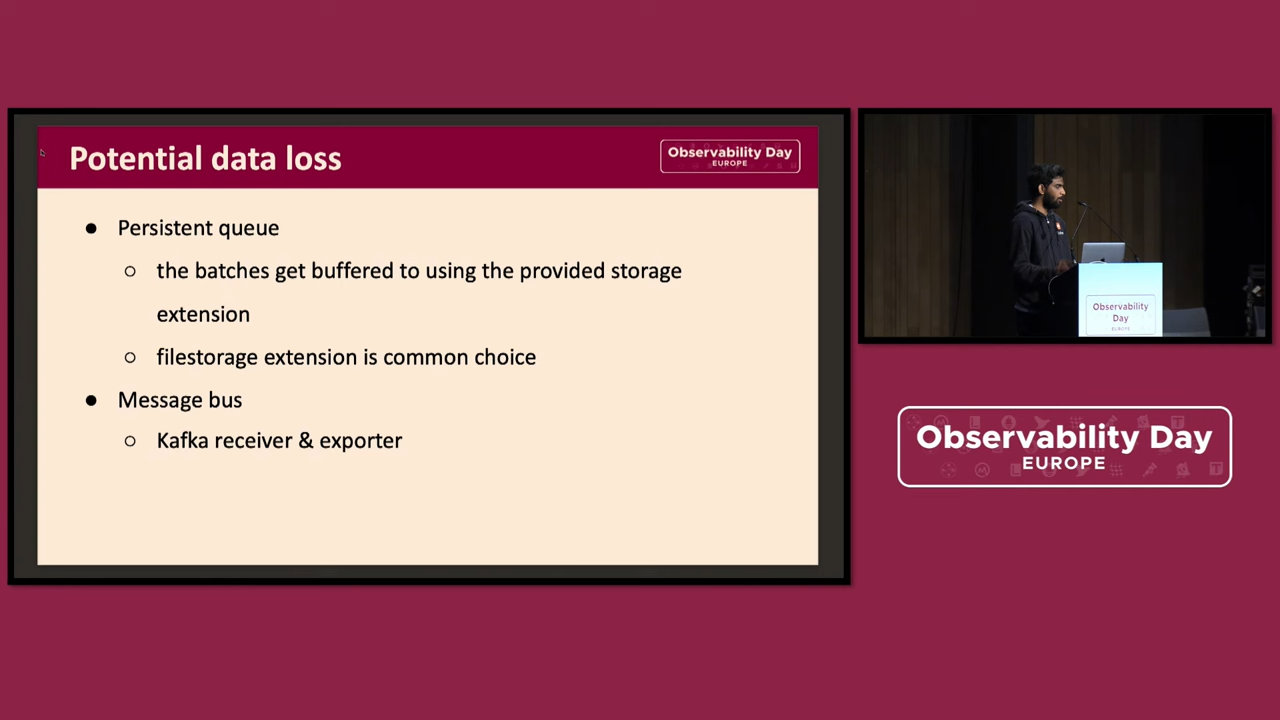 Potential data loss
Observability Day
EUROPE
● Persistent queue
○ the batches get buffered to using the provided storage
extension
○ filestorage extension is common choice
● Message bus
○ Kafka receiver & exporter
Observability
Day
EUROPE
Observability Day
EUROPE